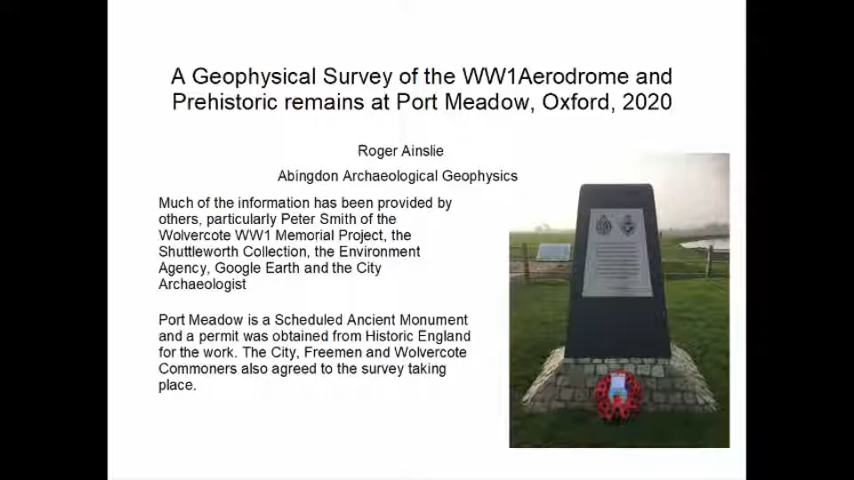 A Geophysical Survey of the WW1Aerodrome and
Prehistoric remains at Port Meadow, Oxford, 2020
Roger Ainslie
Abingdon Archaeological Geophysics
Much of the information has been provided by
others, particularly Peter Smith of the
Wolvercote WW1 Memorial Project, the
Shuttleworth Collection, the Environment
Agency, Google Earth and the City
Archaeologist
Port Meadow is a Scheduled Ancient Monument
and a permit was obtained from Historic England
for the work. The City, Freemen and Wolvercote
Commoners also agreed to the survey taking
place.